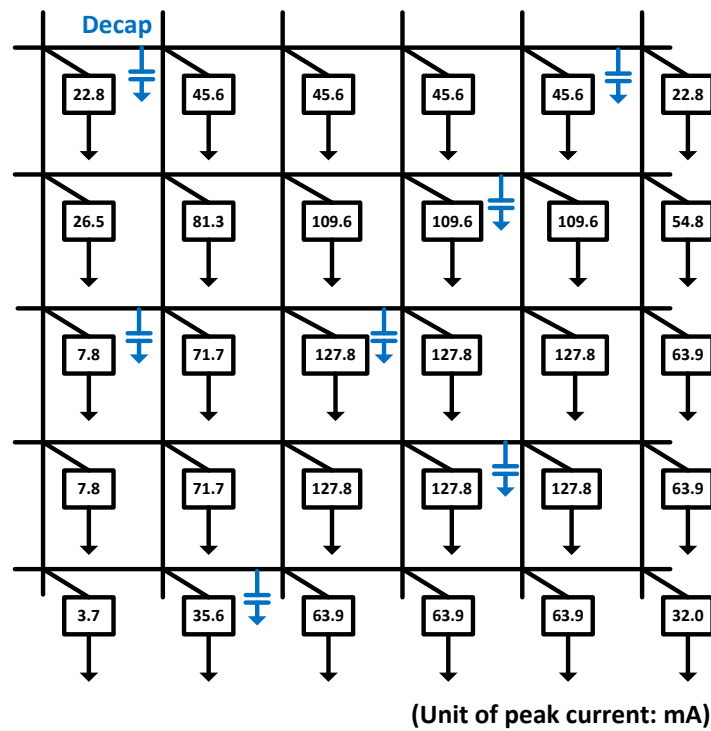 Decap
22.8 45.6 45.6 45.6 45.6 22.8
26.5 81.3 109.6 109.6 109.6 54.8
7.8 71.7 127.8 127.8 127.8 63.9
7.8 71.7 127.8 127.8 127.8 63.9
3.7 35.6 63.9 63.9 63.9 32.0
(Unit of peak current: mA)